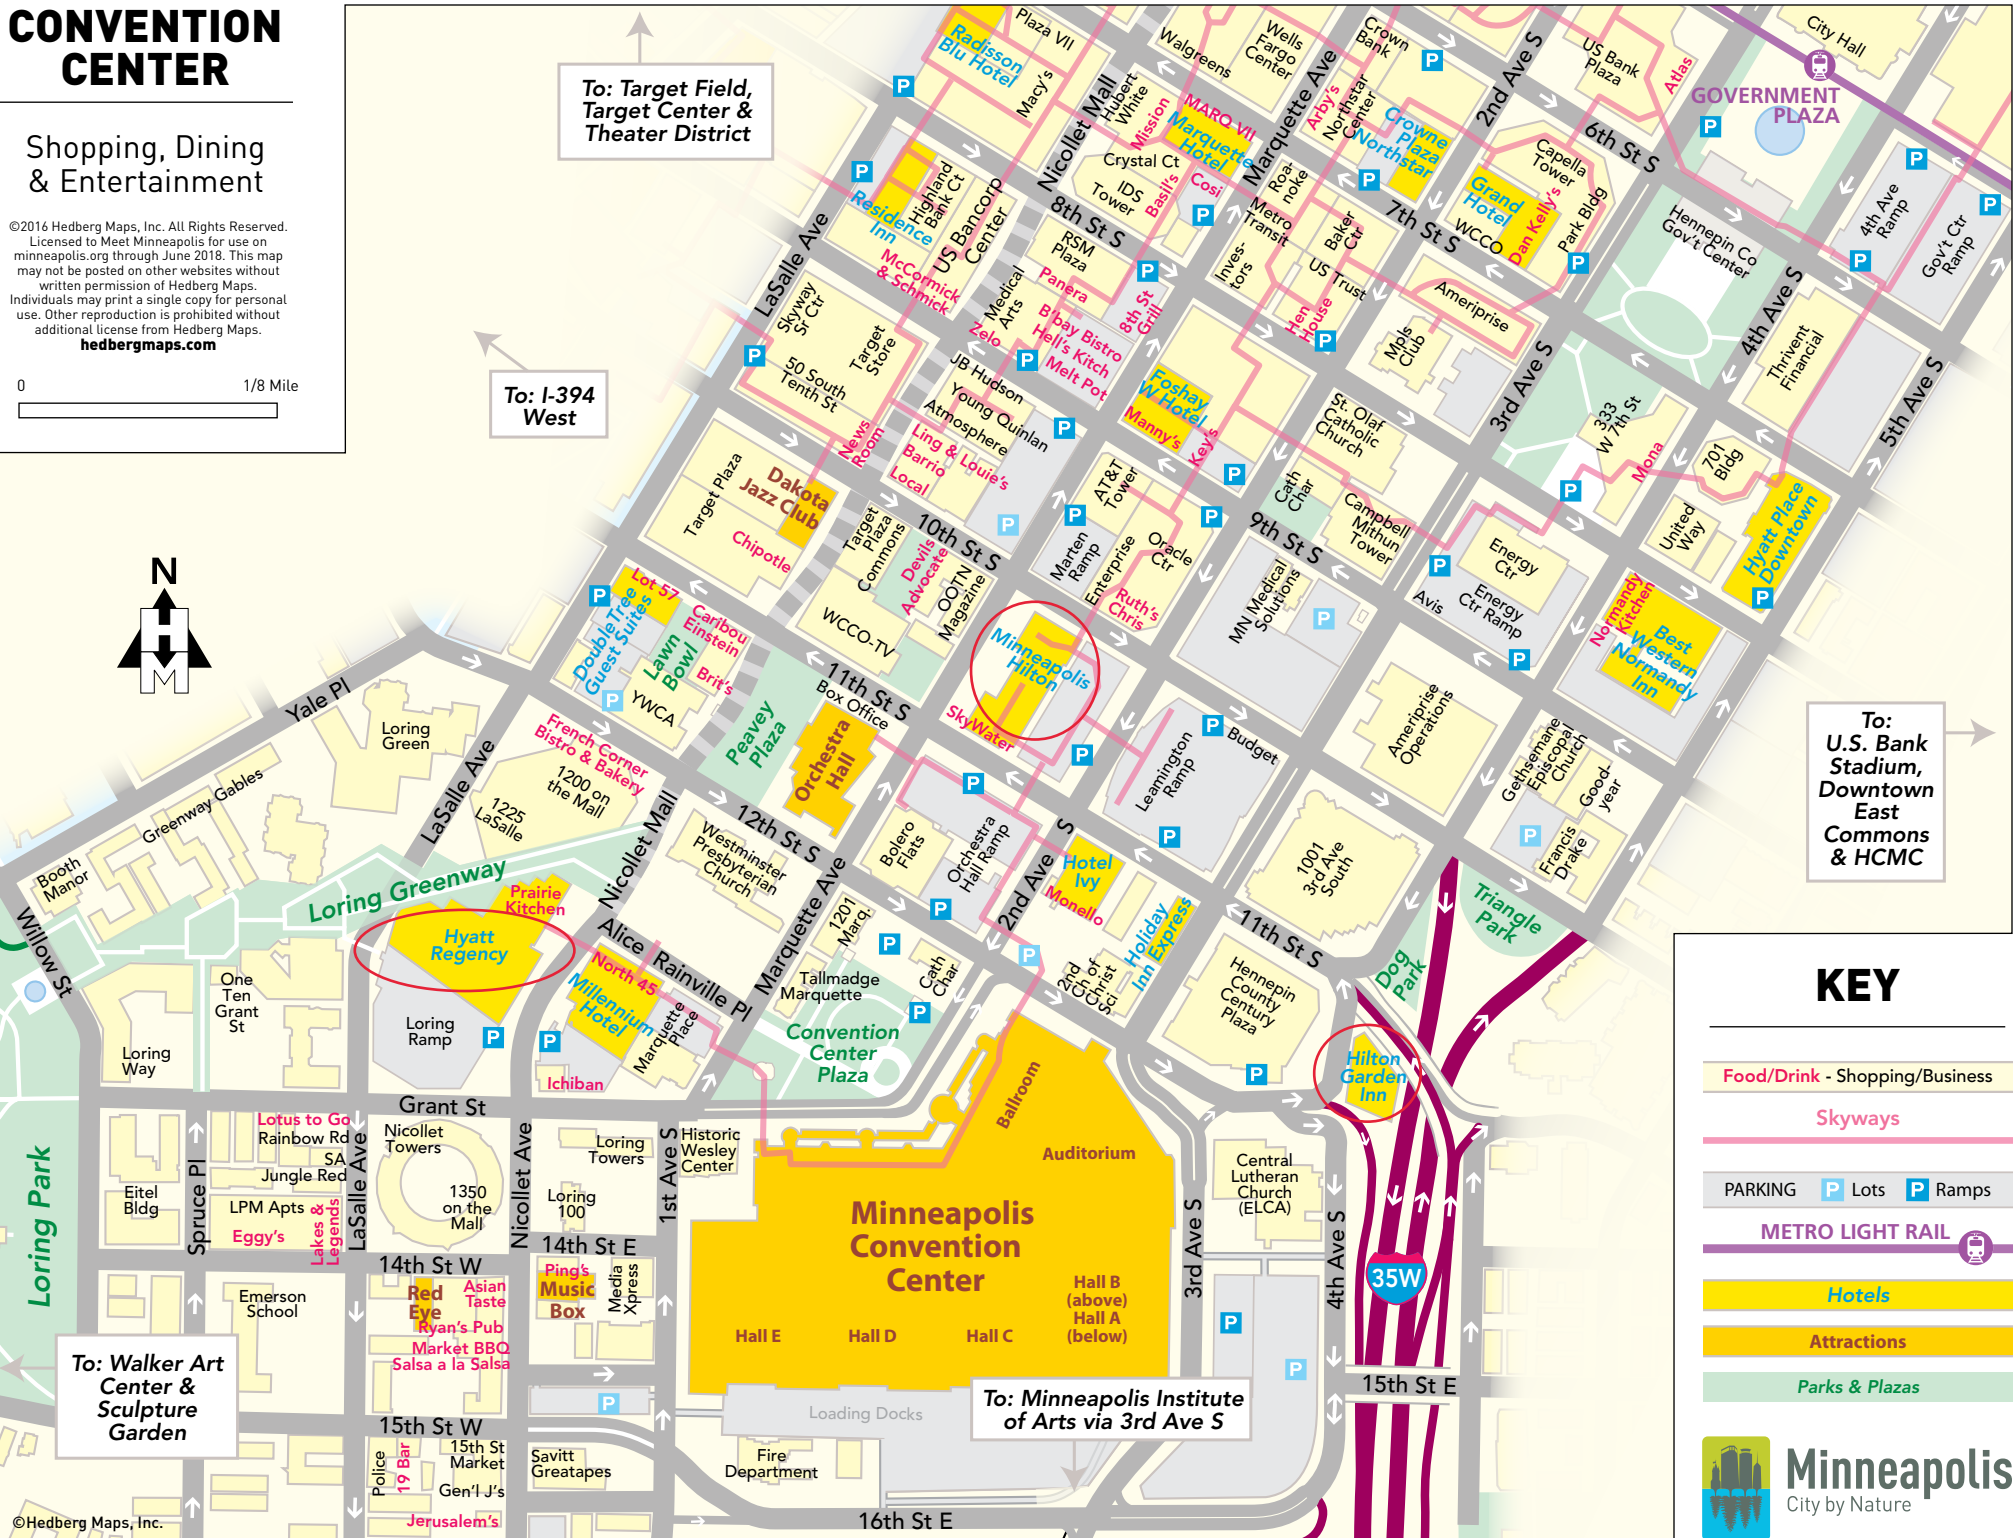 CONVENTION
CENTER
Shopping, Dining
& Entertainment
©2016 Hedberg Maps, Inc. All Rights Reserved.
Licensed to Meet Minneapolis for use on
minneapolis.org through June 2018. This map
may not be posted on other websites without
written permission of Hedberg Maps.
Individuals may print a single copy for personal
use. Other reproduction is prohibited without
additional license from Hedberg Maps.
hedbergmaps.com
0 1/8 Mile
To: Target Field,
Target Center &
Theater District
To: I-394
West
N
H
M
Radisson
Blu Hotel
Plaza VII
Macy's
Walgreens
Wells
Fargo
Center
Crown
Bank
Hubert
White
Mission
MARQ VII
Marquette
Hotel
Arby's
Northstar
Center
Crowne
Plaza
Northstar
US Bank
Plaza
Atlas
City Hall
GOVERNMENT
PLAZA
Nicollet Mall
Marquette Ave
2nd Ave S
6th St S
Capella
Tower
Grand
Hotel
Dan Kelly's
Park Bldg
WCCO
7th St S
Crystal Ct
IDS
Tower
Basil's
Cosi
Roa-
noke
Metro
Transit
Baker
Ctr
Inves-
tors
US Trust
Hen
House
Ameriprise
Mpls
Club
Hennepin Co
Gov't Center
4th Ave
Ramp
Gov't Ctr
Ramp
4th Ave S
5th Ave S
Thrivent
Financial
8th St S
RSM
Plaza
Panera
B'bay Bistro
Hell's Kitch
Melt Pot
8th St
Grill
Residence
Inn
Highland
Bank Ct
US Bancorp
Center
McCormick
& Schmick
Medical
Arts
Zelo
LaSalle Ave
Skyway
Sr Ctr
Target
Store
50 South
Tenth St
JB Hudson
Young Quinlan
Atmosphere
Ling & Louie's
Barrio
Local
News
Room
Foshay
W Hotel
Manny's
Key's
St. Olaf
Catholic
Church
3rd Ave S
333
W 7th St
Mona
701
Bldg
United
Way
Hyatt Place
Downtown
Cath
Char
Campbell
Mithun
Tower
9th St S
Energy
Ctr
Energy
Ctr Ramp
Avis
Normandy
Kitchen
Best
Western
Normandy
Inn
Target Plaza
Dakota
Jazz Club
Chipotle
Target
Plaza
Commons
Devils
Advocate
10th St S
OOTN
Magazine
WCCO-TV
AT&T
Tower
Marten
Ramp
Enterprise
Oracle
Ctr
Ruth's
Chris
MN Medical
Solutions
Lot 57
DoubleTree
Guest Suites
Caribou
Einstein
Lawn
Bowl
Brit's
YWCA
11th St S
Box Office
Peavey
Plaza
Orchestra
Hall
Minneapolis
Hilton
SkyWater
Leamington
Ramp
Budget
Ameriprise
Operations
Gethsemane
Episcopal
Church
Good-
year
Francis
Drake
To:
U.S. Bank
Stadium,
Downtown
East
Commons
& HCMC
Yale Pl
Loring
Green
Greenway Gables
Booth
Manor
LaSalle Ave
French Corner
Bistro & Bakery
1200 on
the Mall
1225
LaSalle
Nicollet Mall
12th St S
Westminster
Presbyterian
Church
Marquette Ave
Bolero
Flats
Orchestra
Hall Ramp
2nd Ave S
Hotel
Ivy
Monello
Holiday
Inn Express
1001
3rd Ave
South
11th St S
Triangle
Park
Dog
Park
Willow St
Loring Greenway
Prairie
Kitchen
Hyatt
Regency
Alice Rainville Pl
North 45
Millennium
Hotel
Marquette
Place
1201
Marq.
Tallmadge
Marquette
Cath
Char
Convention
Center
Plaza
2nd
Ch of
Christ
Sci
Hennepin
County
Century
Plaza
Hilton
Garden
Inn
One
Ten
Grant
St
Loring
Way
Loring
Ramp
Ichiban
Grant St
Loring Park
Lotus to Go
Rainbow Rd
SA
Jungle Red
Eitel
Bldg
Spruce Pl
LPM Apts
Eggy's
Lakes &
Legends
LaSalle Ave
Nicollet
Towers
1350
on the
Mall
Nicollet Ave
Loring
Towers
Loring
100
1st Ave S
Historic
Wesley
Center
Ballroom
Auditorium
Minneapolis
Convention
Center
Hall E
Hall D
Hall C
Hall B
(above)
Hall A
(below)
Central
Lutheran
Church
(ELCA)
3rd Ave S
4th Ave S
35W
14th St W
14th St E
Emerson
School
Red
Eye
Asian
Taste
Ryan's Pub
Market BBQ
Salsa a la Salsa
Ping's
Music
Box
Media
Xpress
To: Walker Art
Center &
Sculpture
Garden
To: Minneapolis Institute
of Arts via 3rd Ave S
15th St E
15th St W
Loading Docks
Police
19 Bar
15th St
Market
Gen'l J's
Jerusalem's
Savitt
Greatapes
Fire
Department
16th St E
©Hedberg Maps, Inc.
KEY
Food/Drink - Shopping/Business
Skyways
PARKING P Lots P Ramps
METRO LIGHT RAIL
Hotels
Attractions
Parks & Plazas
Minneapolis
City by Nature